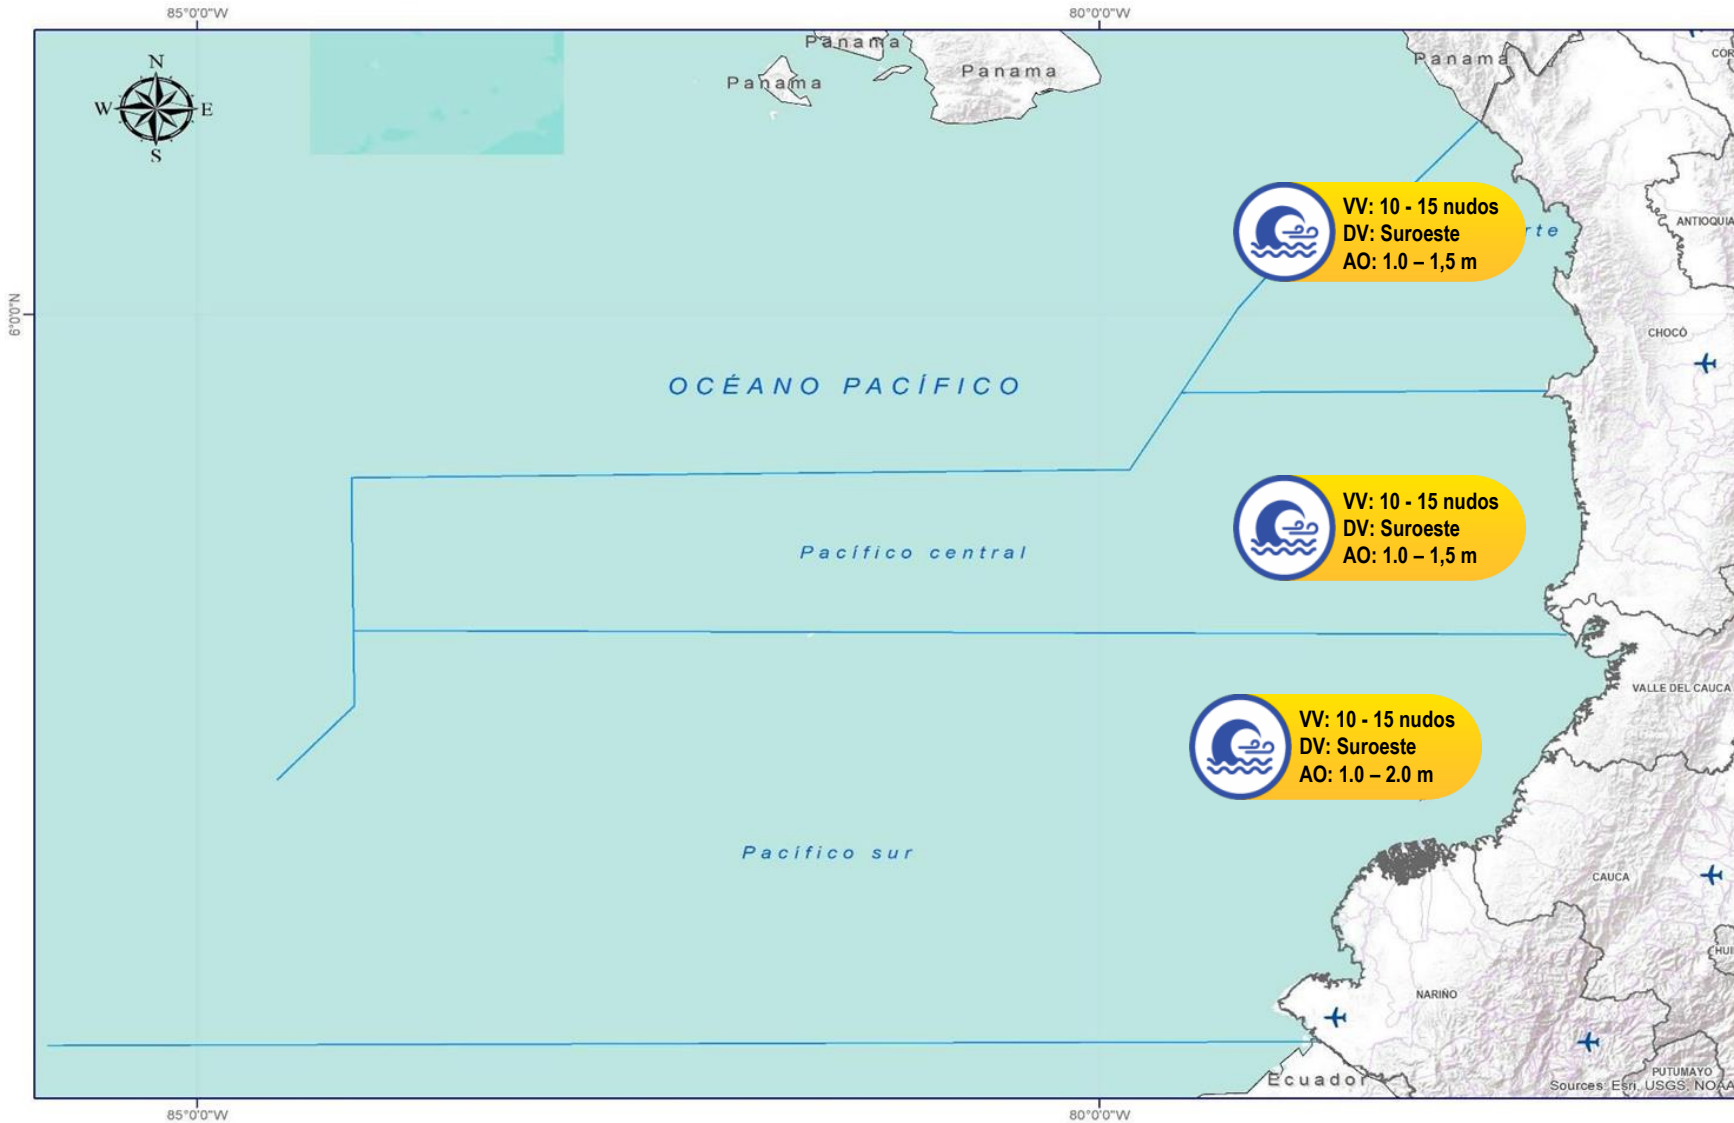 85°0'0"W
80°0'0"W
N
W
E
S
Panama
Panama
Panama
Panama
ANTIOQUIA
VV: 10 - 15 nudos
DV: Suroeste
AO: 1.0 – 1,5 m
6°0'0"N
CHOCÓ
OCÉANO PACÍFICO
VV: 10 - 15 nudos
DV: Suroeste
AO: 1.0 – 1,5 m
Pacífico central
VALLE DEL CAUCA
VV: 10 - 15 nudos
DV: Suroeste
AO: 1.0 – 2.0 m
Pacífico sur
CAUCA
NARIÑO
PUTUMAYO
Ecuador
Sources: Esri, USGS, NOAA
85°0'0"W
80°0'0"W